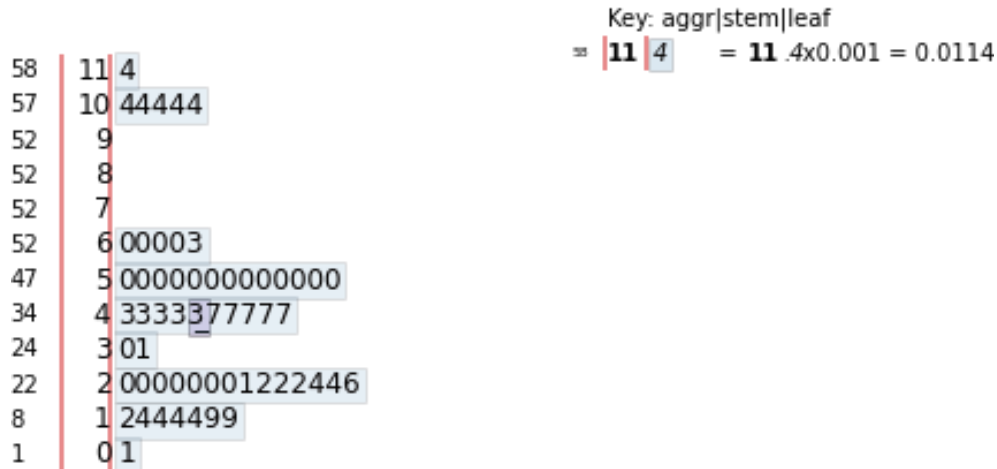 Key: aggr|stem|leaf
11 4 = 11 .4x0.001 = 0.0114
58 11 4
57 10 44444
52 9
52 8
52 7
52 6 00003
47 5 0000000000000
34 4 3333377777
24 3 01
22 2 00000001222446
8 1 2444499
1 0 1